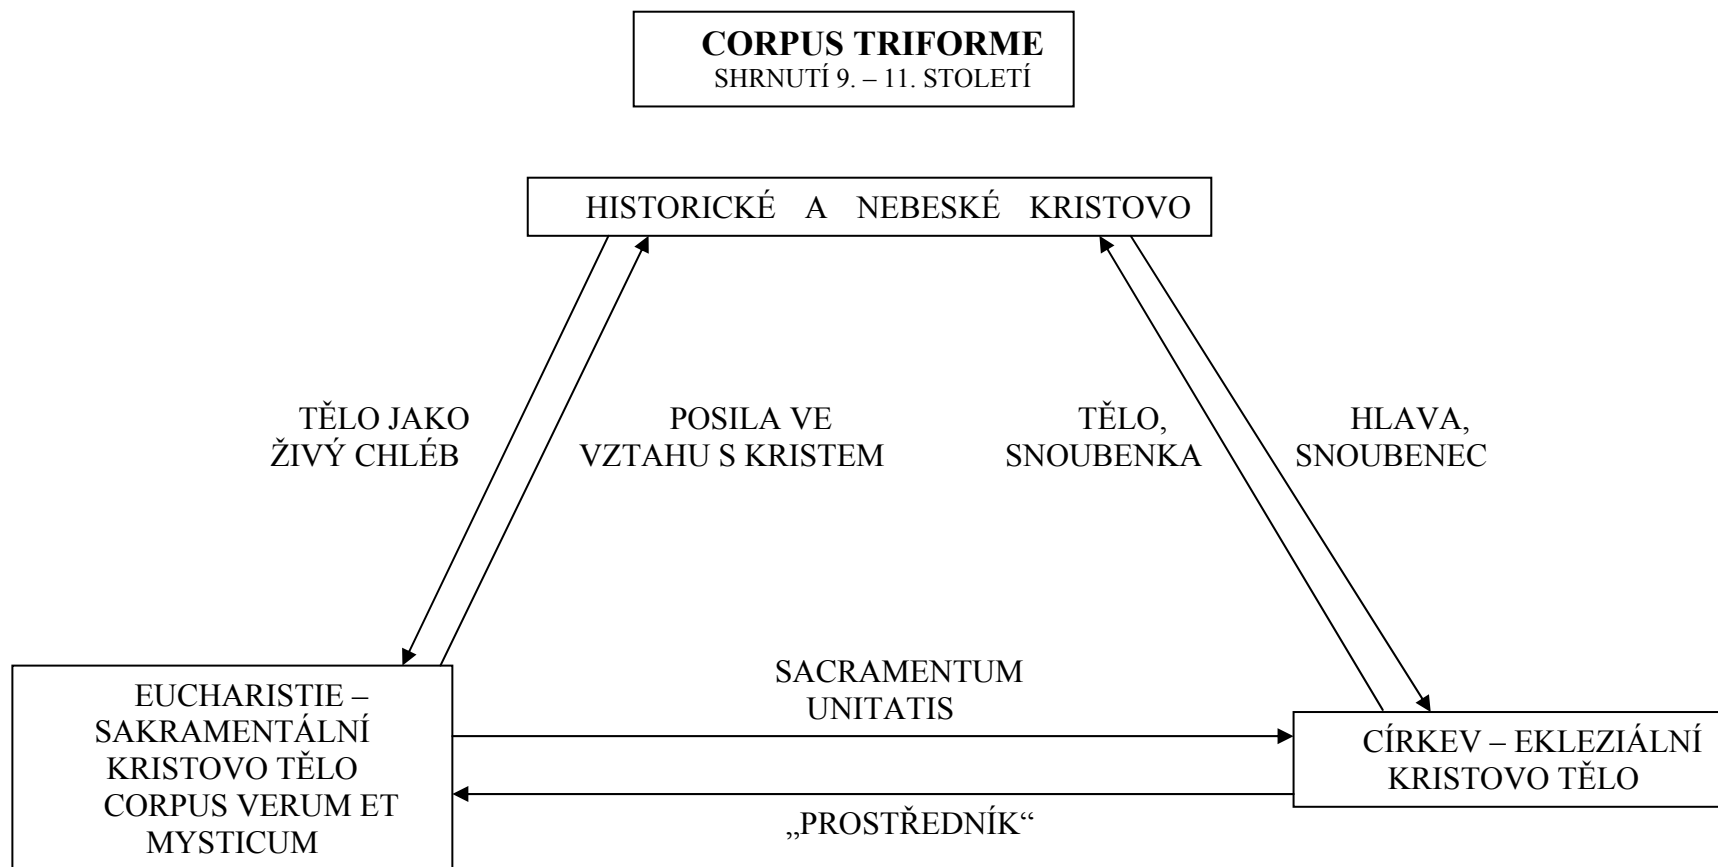 CORPUS TRIFORME
SHRNUTÍ 9. – 11. STOLETÍ
HISTORICKÉ A NEBESKÉ KRISTOVO
TĚLO JAKO
ŽIVÝ CHLÉB
POSILA VE
VZTAHU S KRISTEM
TĚLO,
SNOUBENKA
HLAVA,
SNOUBENEC
EUCHARISTIE –
SAKRAMENTÁLNÍ
KRISTOVO TĚLO
CORPUS VERUM ET
MYSTICUM
SACRAMENTUM
UNITATIS
„PROSTŘEDNÍK“
CÍRKEV – EKLEZIÁLNÍ
KRISTOVO TĚLO